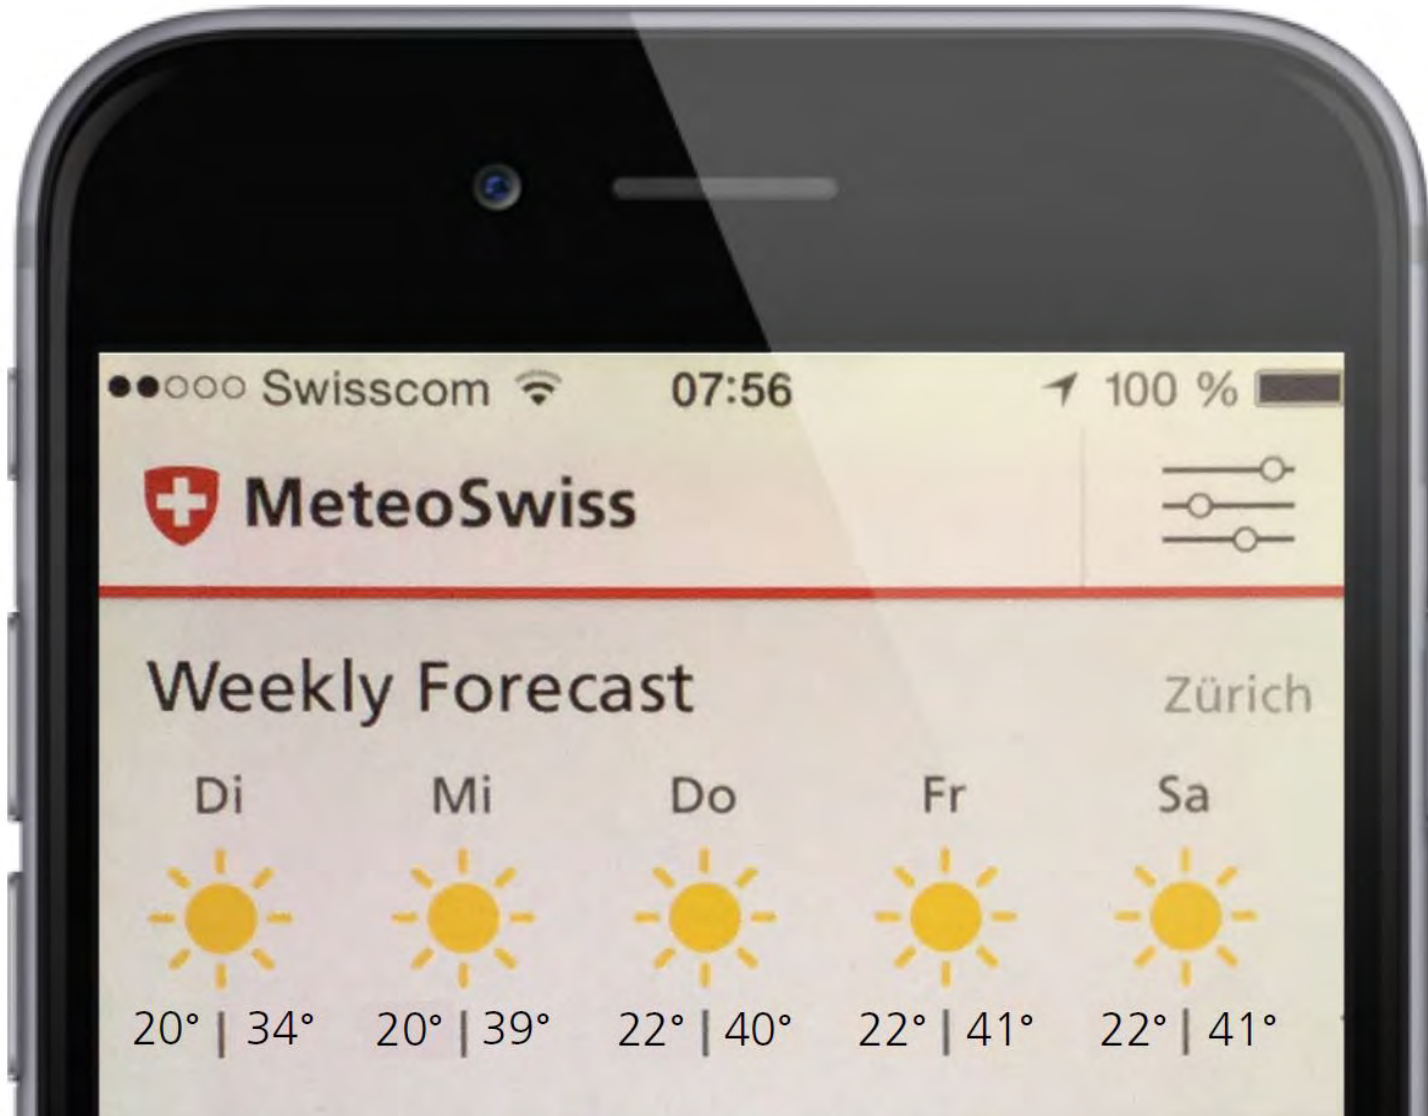 Swisscom 07:56 100 %
MeteoSwiss
Weekly Forecast Zürich
Di Mi Do Fr Sa
20° | 34° 20° | 39° 22° | 40° 22° | 41° 22° | 41°